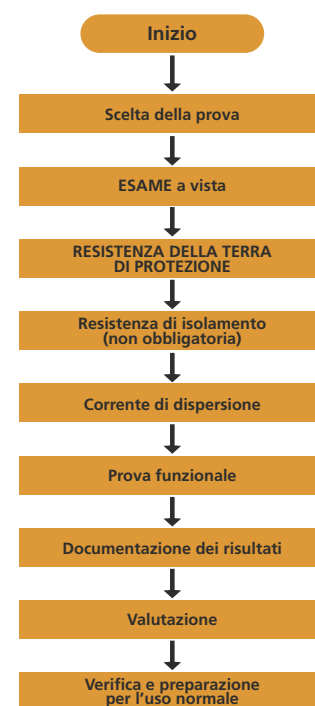 Inizio
Scelta della prova
ESAME a vista
RESISTENZA DELLA TERRA
DI PROTEZIONE
Resistenza di isolamento
(non obbligatoria)
Corrente di dispersione
Prova funzionale
Documentazione dei risultati
Valutazione
Verifica e preparazione
per l'uso normale